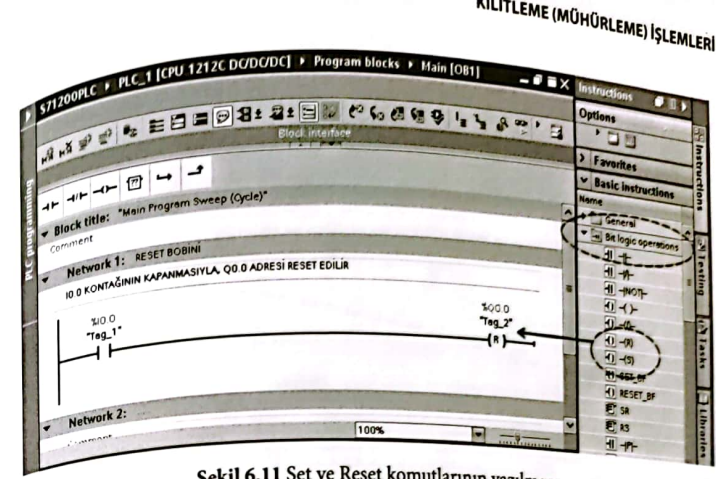 KİLİTLEME (MÜHÜRLEME) İŞLEMLERİ
S71200PLC ▸ PLC_1 [CPU 1212C DC/DC/DC] ▸ Program blocks ▸ Main [OB1]
Block interface
PLC programming
Block title: "Main Program Sweep (Cycle)"
Comment
Network 1: RESET BOBİNİ
I0.0 KONTAĞININ KAPANMASIYLA, Q0.0 ADRESİ RESET EDİLİR
%I0.0
"Tag_1"
%Q0.0
"Tag_2"
(R)
Network 2:
Comment
100%
Instructions
Options
Favorites
Basic instructions
Name
General
Bit logic operations
-| |-
-|/|-
-|NOT|-
-( )-
-(/)-
-(R)
-(S)
SET_BF
RESET_BF
SR
RS
-|P|-
Instructions
Testing
Tasks
Libraries
Şekil 6.11 Set ve Reset komutlarının